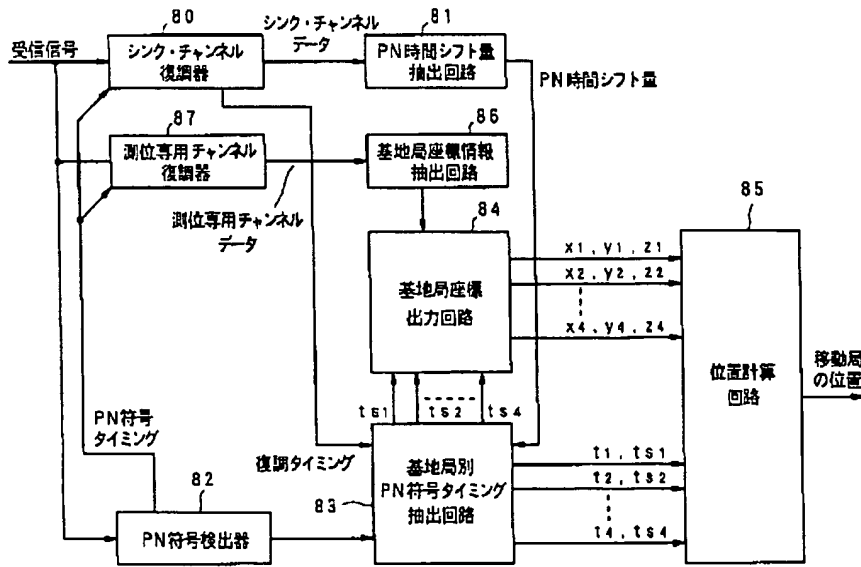 80
シンク・チャンネル
データ
81
受信信号
シンク・チャンネル
復調器
PN時間シフト量
抽出回路
PN時間シフト量
87
測位専用チャンネル
復調器
86
基地局座標情報
抽出回路
測位専用チャンネル
データ
84
基地局座標
出力回路
85
x1, y1, z1
x2, y2, z2
x4, y4, z4
位置計算
回路
移動局
の位置
ts1
ts2
ts4
PN符号
タイミング
復調タイミング
82
PN符号検出器
83
基地局別
PN符号タイミング
抽出回路
t1, ts1
t2, ts2
t4, ts4